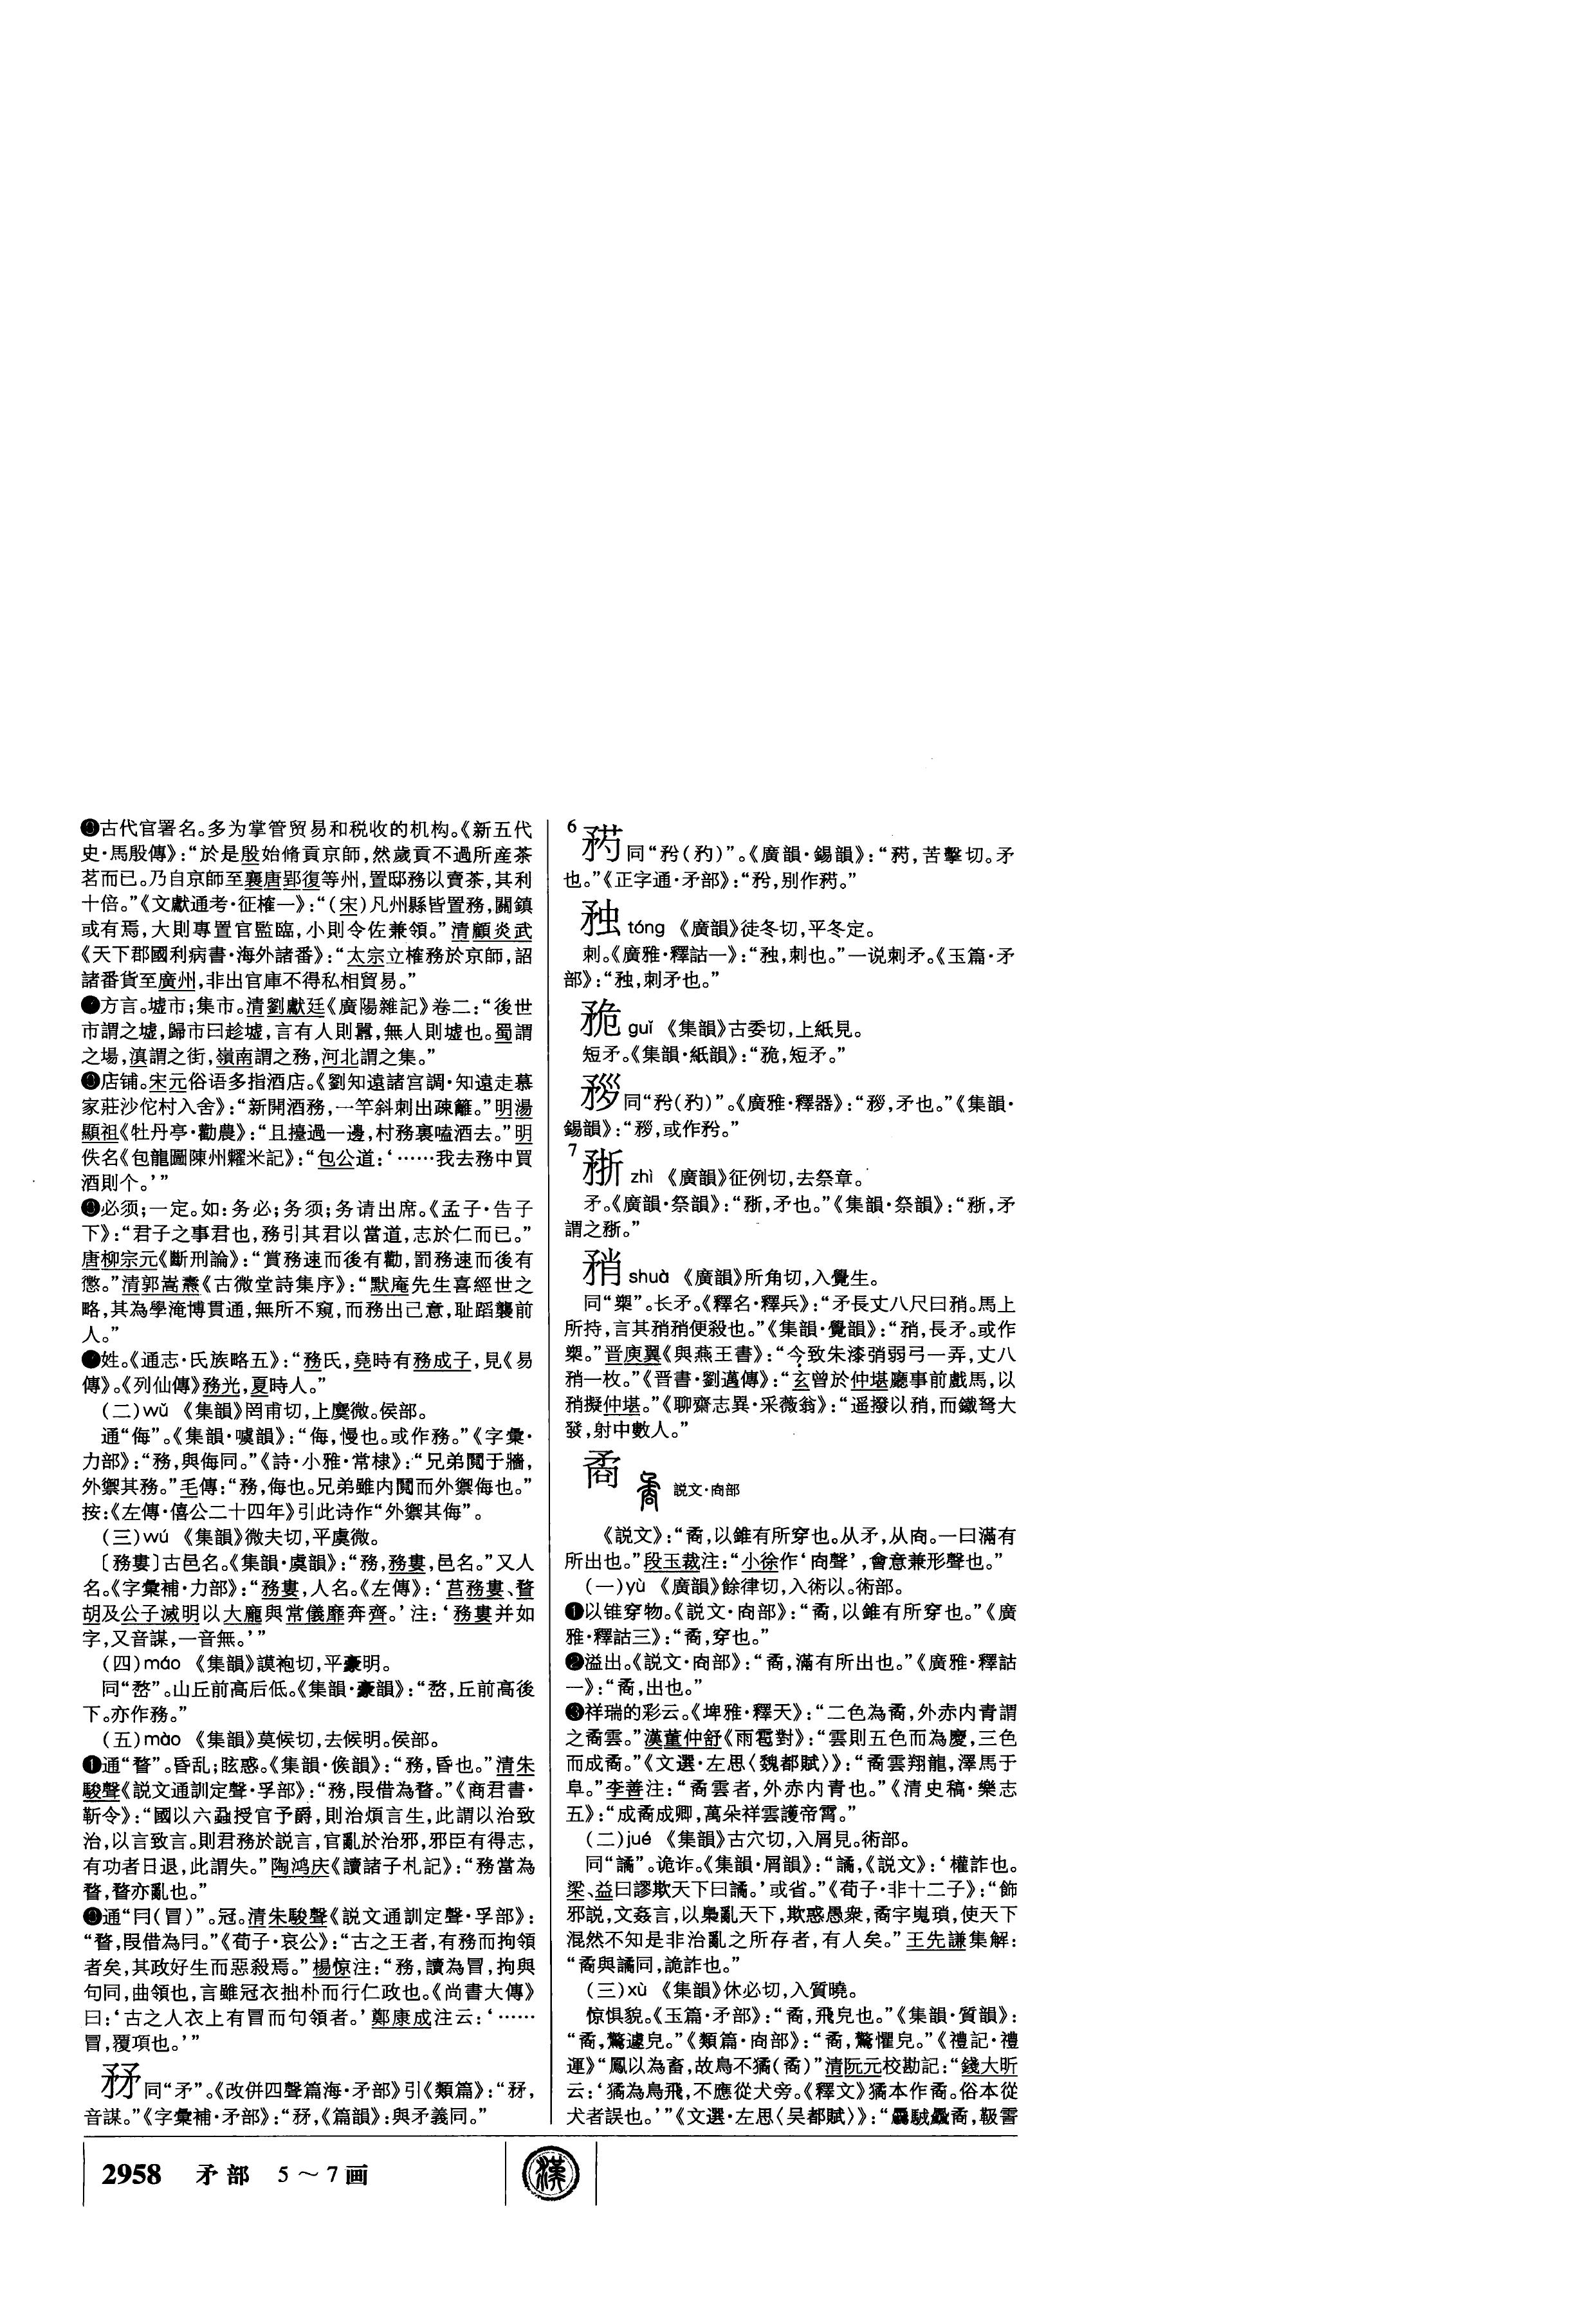 古代官署名。多为掌管贸易和税收的机构。《新五代
史·馬殷傳》：“於是殷始脩貢京師，然歲貢不過所産茶
茗而已。乃自京師至襄唐郢復等州，置邸務以賣茶，其利
十倍。”《文獻通考·征榷一》：“(宋)凡州縣皆置務，關鎮
或有焉，大則專置官監臨，小則令佐兼領。”清顧炎武
《天下郡國利病書·海外諸番》：“太宗立榷務於京師，詔
諸番貨至廣州，非出官庫不得私相貿易。”
方言。墟市；集市。清劉獻廷《廣陽雜記》卷二：“後世
市謂之墟，歸市曰趁墟，言有人則囂，無人則墟也。蜀謂
之場，滇謂之街，嶺南謂之務，河北謂之集。”
店铺。宋元俗语多指酒店。《劉知遠諸宫調·知遠走慕
家莊沙佗村入舍》：“新開酒務，一竿斜刺出疎籬。”明湯
顯祖《牡丹亭·勸農》：“且擡過一邊，村務裏嗑酒去。”明
佚名《包龍圖陳州糶米記》：“包公道：‘……我去務中買
酒則个。’”
必须；一定。如：务必；务须；务请出席。《孟子·告子
下》：“君子之事君也，務引其君以當道，志於仁而已。”
唐柳宗元《斷刑論》：“賞務速而後有勸，罰務速而後有
懲。”清郭嵩燾《古微堂詩集序》：“默庵先生喜經世之
略，其為學淹博貫通，無所不窺，而務出己意，耻蹈襲前
人。”
姓。《通志·氏族略五》：“務氏，堯時有務成子，見《易
傳》。《列仙傳》務光，夏時人。”
(二)wǔ 《集韻》罔甫切，上麌微。侯部。
通“侮”。《集韻·噳韻》：“侮，慢也。或作務。”《字彙·
力部》：“務，與侮同。”《詩·小雅·常棣》：“兄弟鬩于牆，
外禦其務。”毛傳：“務，侮也。兄弟雖内鬩而外禦侮也。”
按：《左傳·僖公二十四年》引此诗作“外禦其侮”。
(三)wú 《集韻》微夫切，平虞微。
〔務婁〕古邑名。《集韻·虞韻》：“務，務婁，邑名。”又人
名。《字彙補·力部》：“務婁，人名。《左傳》：‘莒務婁、瞀
胡及公子滅明以大厖與常儀靡奔齊。’注：‘務婁并如
字，又音謀，一音無。’”
(四)máo 《集韻》謨袍切，平豪明。
同“堥”。山丘前高后低。《集韻·豪韻》：“堥，丘前高後
下。亦作務。”
(五)mào 《集韻》莫候切，去候明。侯部。
❶通“瞀”。昏乱；眩惑。《集韻·候韻》：“務，昏也。”清朱
駿聲《説文通訓定聲·孚部》：“務，叚借為瞀。”《商君書·
靳令》：“國以六蝨授官予爵，則治煩言生，此謂以治致
治，以言致言。則君務於説言，官亂於治邪，邪臣有得志，
有功者日退，此謂失。”陶鸿庆《讀諸子札記》：“務當為
瞀，瞀亦亂也。”
❷通“冃(冒)”。冠。清朱駿聲《説文通訓定聲·孚部》：
“瞀，叚借為冃。”《荀子·哀公》：“古之王者，有務而拘領
者矣，其政好生而惡殺焉。”楊倞注：“務，讀為冒，拘與
句同，曲領也，言雖冠衣拙朴而行仁政也。《尚書大傳》
曰：‘古之人衣上有冒而句領者。’鄭康成注云：‘……
冒，覆項也。’”
同“矛”。《改併四聲篇海·矛部》引《類篇》：“
音謀。”《字彙補·矛部》：“《篇韻》：與矛義同。”
6
同“矜(矝)”。《廣韻·錫韻》：“苦擊切。矛
也。”《正字通·矛部》：“别作”
tóng 《廣韻》徒冬切，平冬定。
刺。《廣雅·釋詁一》：“刺也。”一说刺矛。《玉篇·矛
部》：“刺矛也。”
guǐ 《集韻》古委切，上紙見。
短矛。《集韻·紙韻》：“短矛。”
同《廣雅·釋器》：“矛也。”《集韻·
錫韻》：“或作”
7
zhì 《廣韻》征例切，去祭章。
矛。《廣韻·祭韻》：“矛也。”《集韻·祭韻》：“矛
謂之”
矟 shuò 《廣韻》所角切，入覺生。
同“槊”。长矛。《釋名·釋兵》：“矛長丈八尺曰矟。馬上
所持，言其矟矟便殺也。”《集韻·覺韻》：“矟，長矛。或作
槊。”晋庾翼《與燕王書》：“今致朱漆弰弱弓一弄，丈八
矟一枚。”《晋書·劉邁傳》：“玄曾於仲堪廳事前戲馬，以
矟擬仲堪。”《聊齋志異·采薇翁》：“遥撥以矟，而鐵弩大
發，射中數人。”
矞 説文·㕯部
《説文》：“矞，以錐有所穿也。从矛，从㕯。一曰滿有
所出也。”段玉裁注：“小徐作‘㕯聲’，會意兼形聲也。”
(一)yù 《廣韻》餘律切，入術以。術部。
❶以锥穿物。《説文·㕯部》：“矞，以錐有所穿也。”《廣
雅·釋詁三》：“矞，穿也。”
❷溢出。《説文·㕯部》：“矞，滿有所出也。”《廣雅·釋詁
一》：“矞，出也。”
❸祥瑞的彩云。《埤雅·釋天》：“二色為矞，外赤内青謂
之矞雲。”漢董仲舒《雨雹對》：“雲則五色而為慶，三色
而成矞。”《文選·左思〈魏都賦〉》：“矞雲翔龍，澤馬于
阜。”李善注：“矞雲者，外赤内青也。”《清史稿·樂志
五》：“成矞成卿，萬朵祥雲護帝霄。”
(二)jué 《集韻》古穴切，入屑見。術部。
同“譎”。诡诈。《集韻·屑韻》：“譎，《説文》：‘權詐也。
梁、益曰謬欺天下曰譎。’或省。”《荀子·非十二子》：“飾
邪説，文姦言，以梟亂天下，欺惑愚衆，矞宇嵬瑣，使天下
混然不知是非治亂之所存者，有人矣。”王先謙集解：
“矞與譎同，詭詐也。”
(三)xù 《集韻》休必切，入質曉。
惊惧貌。《玉篇·矛部》：“矞，飛皃也。”《集韻·質韻》：
“矞，驚遽皃。”《類篇·㕯部》：“矞，驚懼皃。”《禮記·禮
運》“鳳以為畜，故鳥不獝(矞)”清阮元校勘記：“錢大昕
云：‘獝為鳥飛，不應從犬旁。《釋文》獝本作矞。俗本從
犬者誤也。’”《文選·左思〈吴都賦〉》：“矞，靸霅
2958 矛部 5～7画
漢